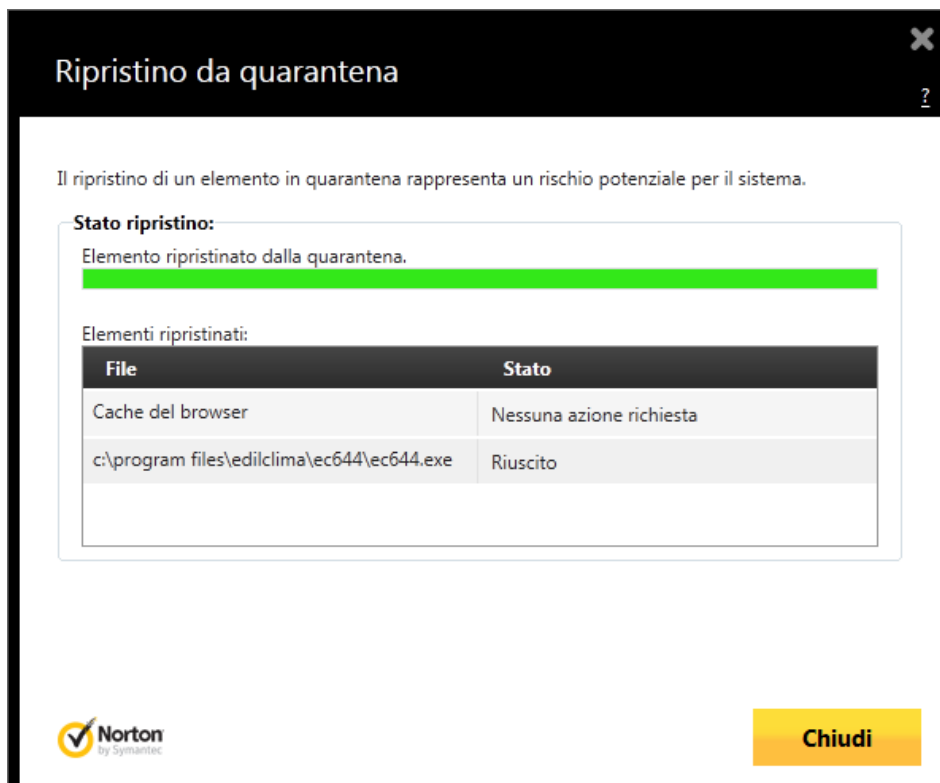 Ripristino da quarantena
?
Il ripristino di un elemento in quarantena rappresenta un rischio potenziale per il sistema.
Stato ripristino:
Elemento ripristinato dalla quarantena.
Elementi ripristinati:
File Stato
Cache del browser Nessuna azione richiesta
c:\program files\edilclima\ec644\ec644.exe Riuscito
Norton
by Symantec
Chiudi